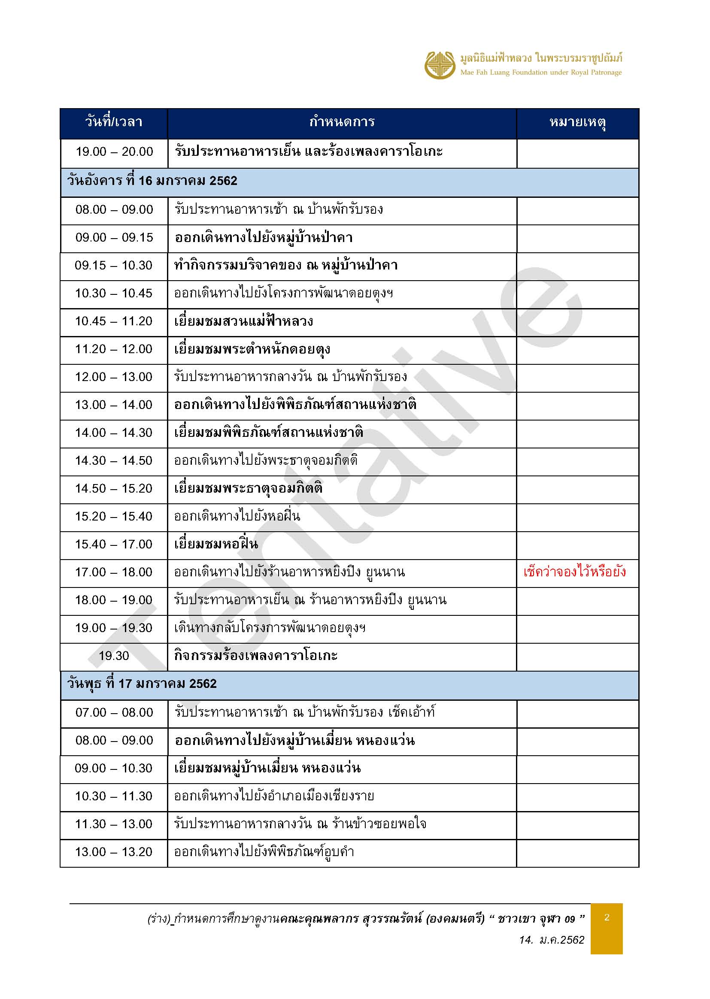 มูลนิธิแม่ฟ้าหลวง ในพระบรมราชูปถัมภ์
Mae Fah Luang Foundation under Royal Patronage
วันที่/เวลา กำหนดการ หมายเหตุ
19.00 – 20.00 รับประทานอาหารเย็น และร้องเพลงคาราโอเกะ
วันอังคาร ที่ 16 มกราคม 2562
08.00 – 09.00 รับประทานอาหารเช้า ณ บ้านพักรับรอง
09.00 – 09.15 ออกเดินทางไปยังหมู่บ้านป่าคา
09.15 – 10.30 ทำกิจกรรมบริจาคของ ณ หมู่บ้านป่าคา
10.30 – 10.45 ออกเดินทางไปยังโครงการพัฒนาดอยตุงฯ
10.45 – 11.20 เยี่ยมชมสวนแม่ฟ้าหลวง
11.20 – 12.00 เยี่ยมชมพระตำหนักดอยตุง
12.00 – 13.00 รับประทานอาหารกลางวัน ณ บ้านพักรับรอง
13.00 – 14.00 ออกเดินทางไปยังพิพิธภัณฑ์สถานแห่งชาติ
14.00 – 14.30 เยี่ยมชมพิพิธภัณฑ์สถานแห่งชาติ
14.30 – 14.50 ออกเดินทางไปยังพระธาตุจอมกิตติ
14.50 – 15.20 เยี่ยมชมพระธาตุจอมกิตติ
15.20 – 15.40 ออกเดินทางไปยังหอฝิ่น
15.40 – 17.00 เยี่ยมชมหอฝิ่น
17.00 – 18.00 ออกเดินทางไปยังร้านอาหารหยิงปิง ยูนนาน เช็คว่าจองไว้หรือยัง
18.00 – 19.00 รับประทานอาหารเย็น ณ ร้านอาหารหยิงปิง ยูนนาน
19.00 – 19.30 เดินทางกลับโครงการพัฒนาดอยตุงฯ
19.30 กิจกรรมร้องเพลงคาราโอเกะ
วันพุธ ที่ 17 มกราคม 2562
07.00 – 08.00 รับประทานอาหารเช้า ณ บ้านพักรับรอง เช็คเอ้าท์
08.00 – 09.00 ออกเดินทางไปยังหมู่บ้านเมี่ยน หนองแว่น
09.00 – 10.30 เยี่ยมชมหมู่บ้านเมี่ยน หนองแว่น
10.30 – 11.30 ออกเดินทางไปยังอำเภอเมืองเชียงราย
11.30 – 13.00 รับประทานอาหารกลางวัน ณ ร้านข้าวซอยพอใจ
13.00 – 13.20 ออกเดินทางไปยังพิพิธภัณฑ์อูบคำ
Tentative
(ร่าง)_กำหนดการศึกษาดูงานคณะคุณพลากร สุวรรณรัตน์ (องคมนตรี) “ ชาวเขา จุฬา 09 ” 2
14. ม.ค.2562